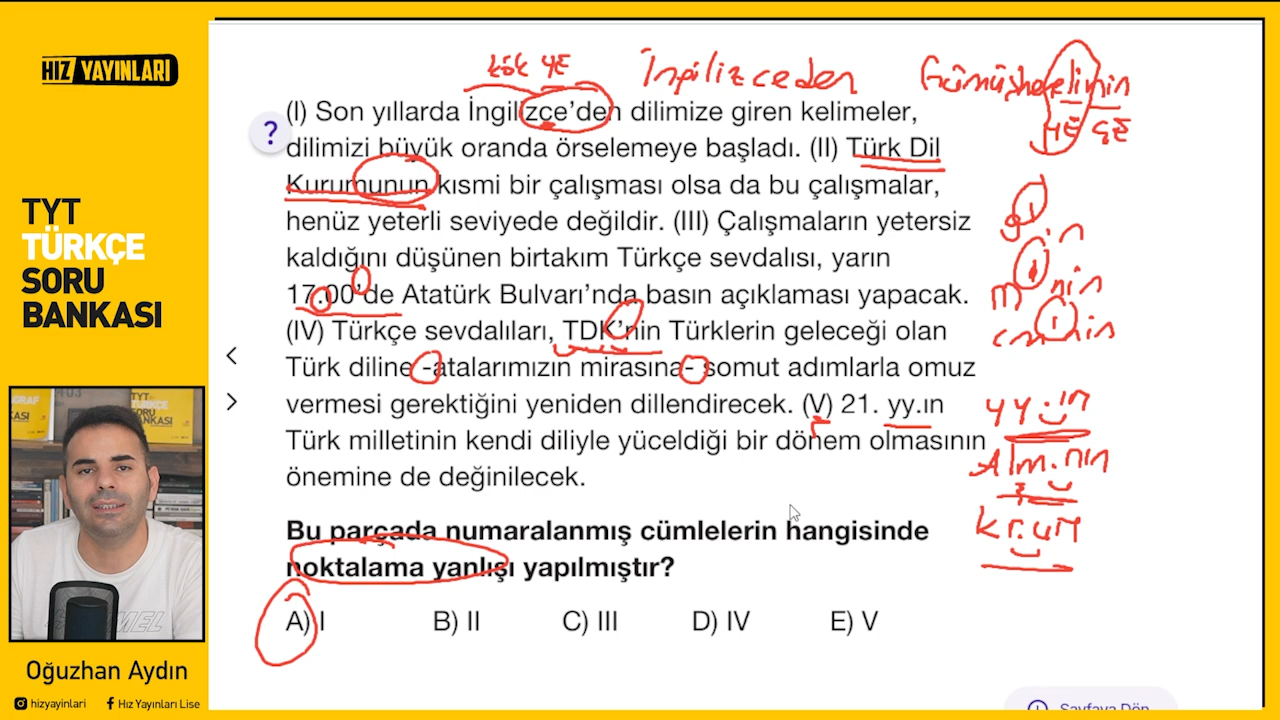 HIZ YAYINLARI
TYT
TÜRKÇE
SORU
BANKASI
Oğuzhan Aydın
hizyayinlari Hız Yayınları Lise
kök YE İngilizceden Gümüşhanelinin
YE ÇE
(I) Son yıllarda İngilizce’den dilimize giren kelimeler,
? dilimizi büyük oranda örselemeye başladı. (II) Türk Dil
Kurumunun kısmi bir çalışması olsa da bu çalışmalar,
henüz yeterli seviyede değildir. (III) Çalışmaların yetersiz
kaldığını düşünen birtakım Türkçe sevdalısı, yarın
17.00’de Atatürk Bulvarı’nda basın açıklaması yapacak.
(IV) Türkçe sevdalıları, TDK’nin Türklerin geleceği olan
Türk diline -atalarımızın mirasına- somut adımlarla omuz
vermesi gerektiğini yeniden dillendirecek. (V) 21. yy.ın
Türk milletinin kendi diliyle yüceldiği bir dönem olmasının
önemine de değinilecek.
yy.ın
Alm.nın
kr.uM
Bu parçada numaralanmış cümlelerin hangisinde
noktalama yanlışı yapılmıştır?
A) I B) II C) III D) IV E) V